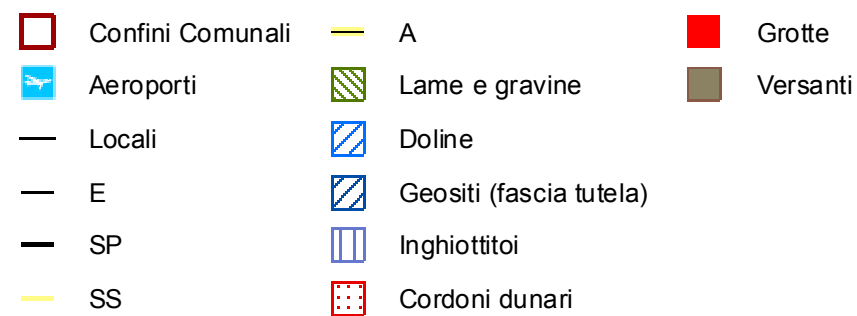 Confini Comunali
Aeroporti
Locali
E
SP
SS
A
Lame e gravine
Doline
Geositi (fascia tutela)
Inghiottitoi
Cordoni dunari
Grotte
Versanti